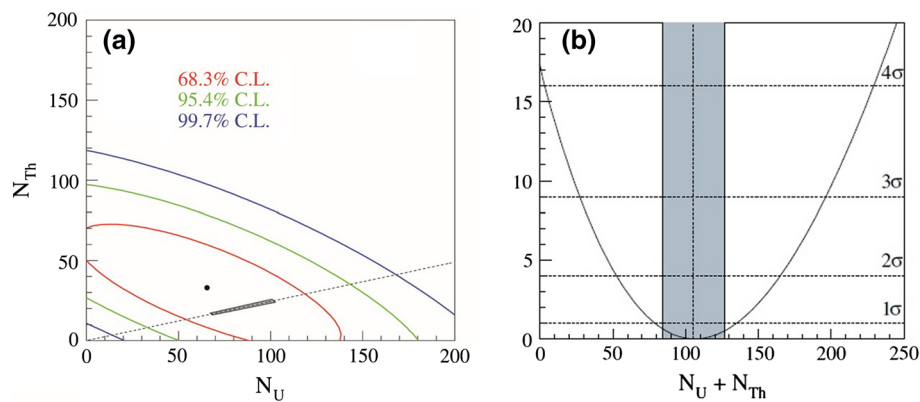 (a)
68.3% C.L.
95.4% C.L.
99.7% C.L.
200
150
100
50
0
N_Th
0 50 100 150 200
N_U
(b)
20
15
10
5
0
4σ
3σ
2σ
1σ
0 50 100 150 200 250
N_U + N_Th